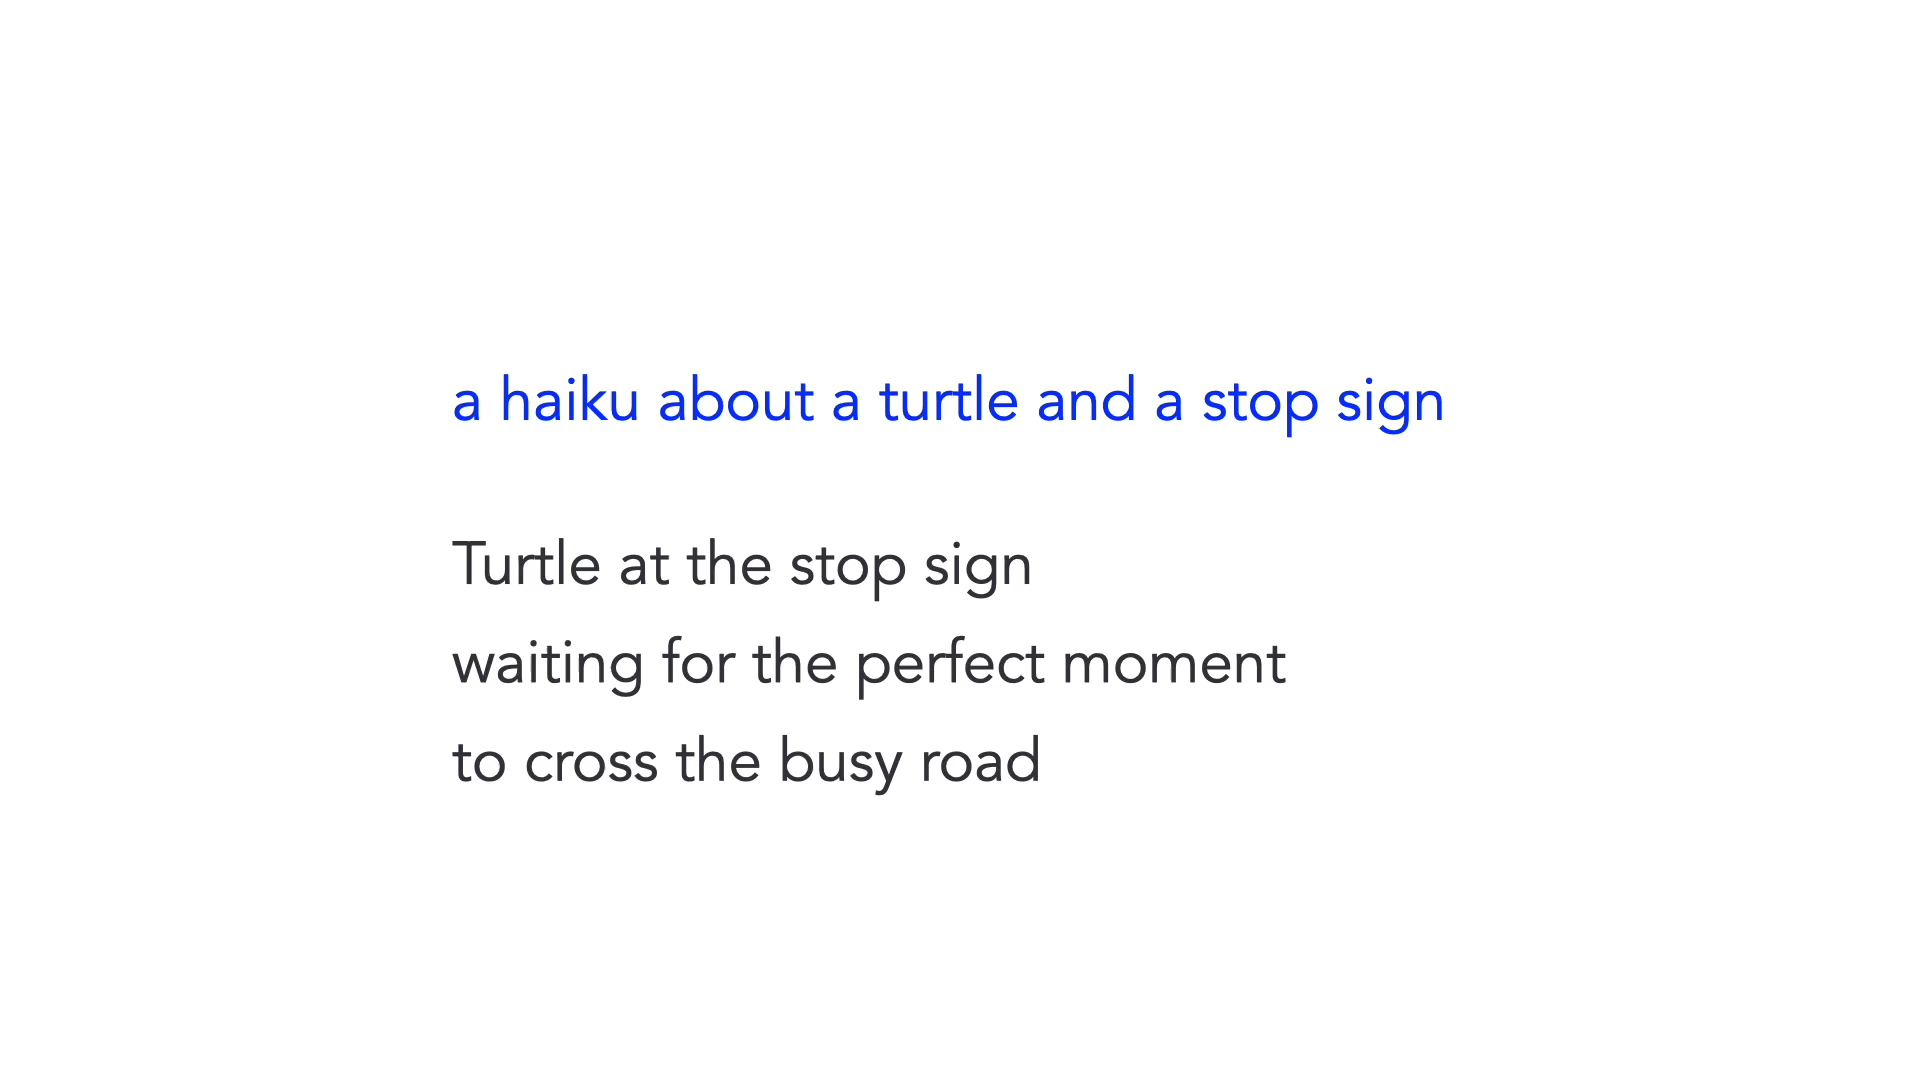 a haiku about a turtle and a stop sign
Turtle at the stop sign
waiting for the perfect moment
to cross the busy road